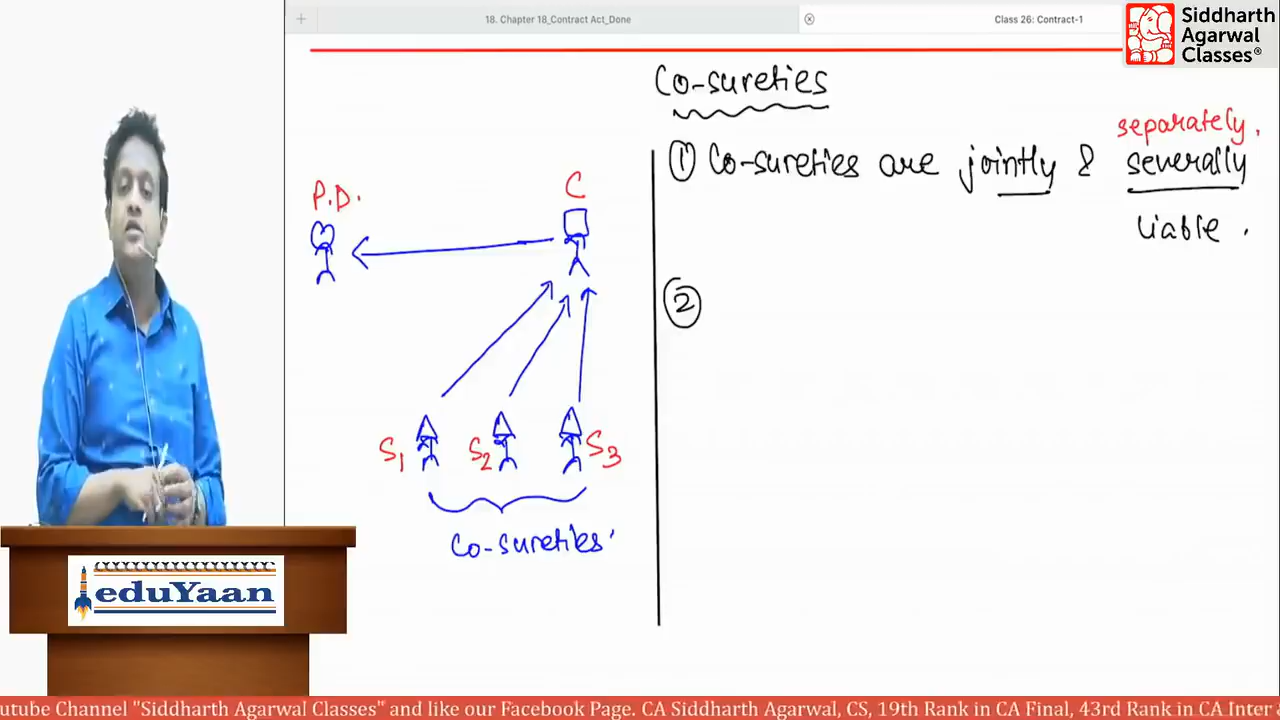 18. Chapter 18_Contract Act_Done
Class 26: Contract-1
Siddharth
Agarwal
Classes®
Co-sureties
separately.
① Co-sureties are jointly & severally
liable.
②
P.D.
C
S1
S2
S3
Co-sureties
eduYaan
utube Channel "Siddharth Agarwal Classes" and like our Facebook Page. CA Siddharth Agarwal, CS, 19th Rank in CA Final, 43rd Rank in CA Inter